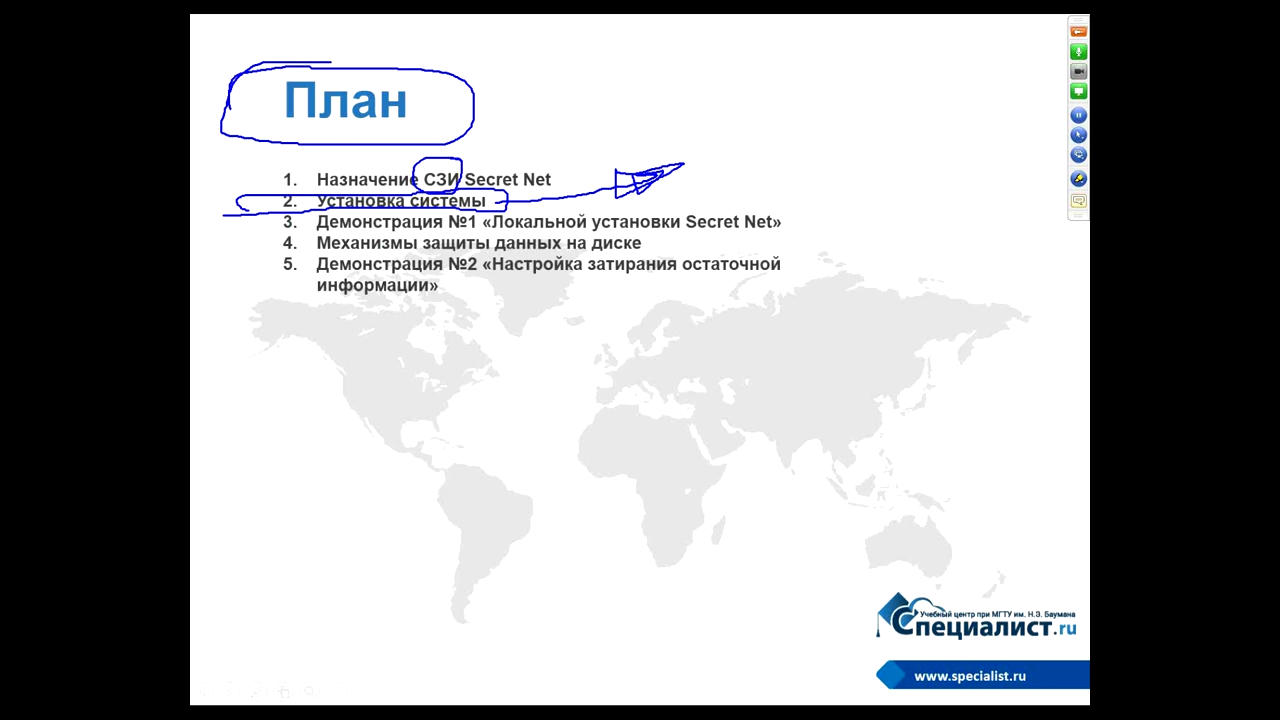 План
1. Назначение СЗИ Secret Net
2. Установка системы
3. Демонстрация №1 «Локальной установки Secret Net»
4. Механизмы защиты данных на диске
5. Демонстрация №2 «Настройка затирания остаточной
информации»
Учебный центр при МГТУ им. Н.Э. Баумана
Специалист.ru
www.specialist.ru